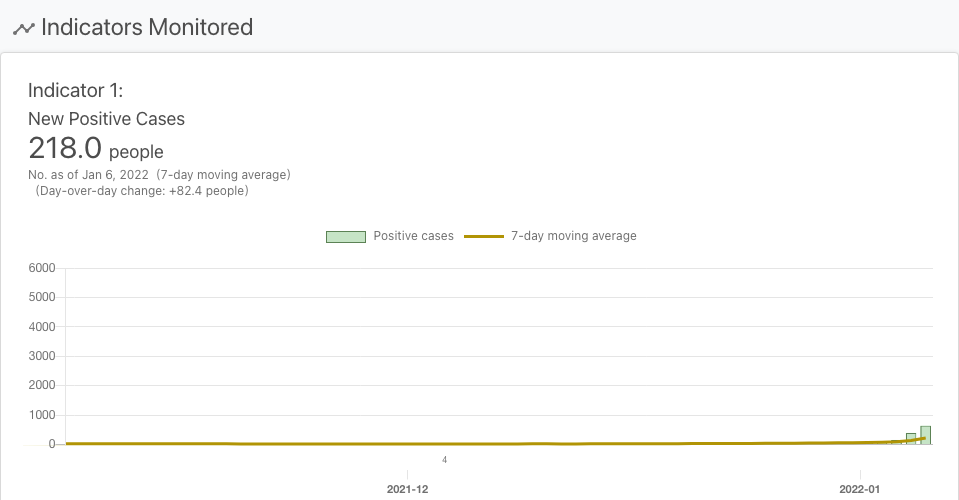 Indicators Monitored
Indicator 1:
New Positive Cases
218.0 people
No. as of Jan 6, 2022 (7-day moving average)
(Day-over-day change: +82.4 people)
Positive cases 7-day moving average
6000
5000
4000
3000
2000
1000
0
4
2021-12 2022-01